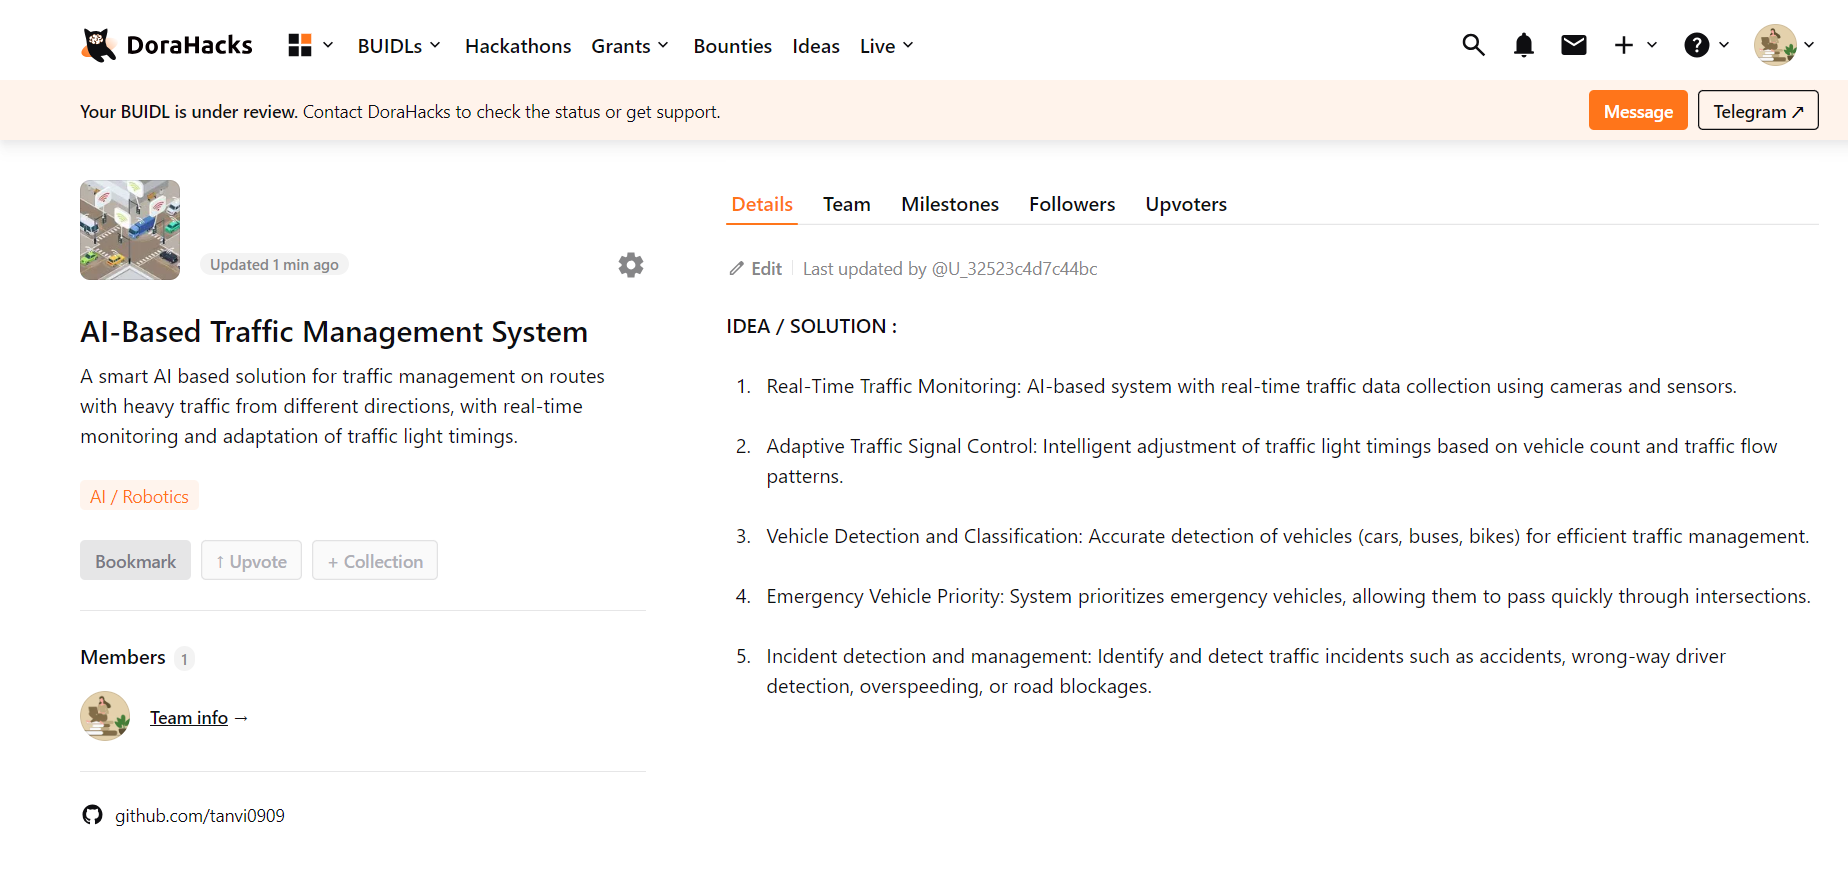 DoraHacks
BUIDLs
Hackathons
Grants
Bounties
Ideas
Live
Your BUIDL is under review. Contact DoraHacks to check the status or get support.
Message
Telegram ↗
Updated 1 min ago
AI-Based Traffic Management System
A smart AI based solution for traffic management on routes
with heavy traffic from different directions, with real-time
monitoring and adaptation of traffic light timings.
AI / Robotics
Bookmark
↑ Upvote
+ Collection
Members 1
Team info →
github.com/tanvi0909
Details
Team
Milestones
Followers
Upvoters
Edit
Last updated by @U_32523c4d7c44bc
IDEA / SOLUTION :
1. Real-Time Traffic Monitoring: AI-based system with real-time traffic data collection using cameras and sensors.
2. Adaptive Traffic Signal Control: Intelligent adjustment of traffic light timings based on vehicle count and traffic flow
patterns.
3. Vehicle Detection and Classification: Accurate detection of vehicles (cars, buses, bikes) for efficient traffic management.
4. Emergency Vehicle Priority: System prioritizes emergency vehicles, allowing them to pass quickly through intersections.
5. Incident detection and management: Identify and detect traffic incidents such as accidents, wrong-way driver
detection, overspeeding, or road blockages.